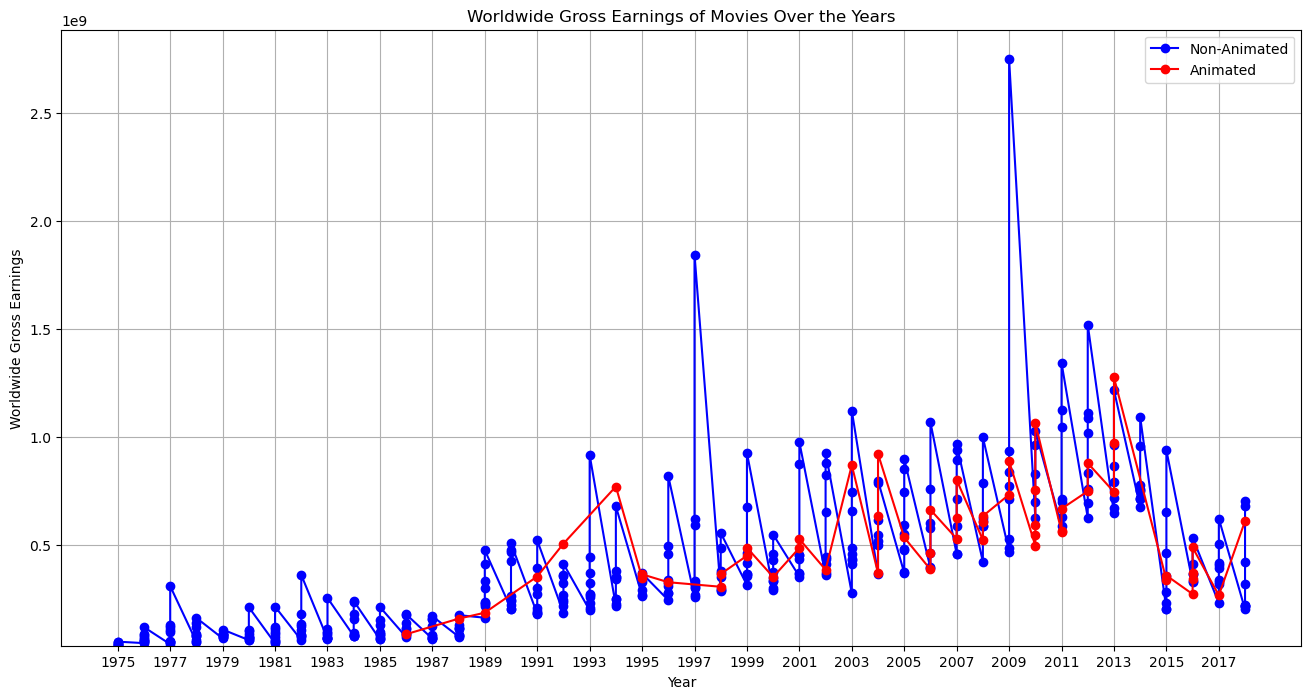 Worldwide Gross Earnings of Movies Over the Years
1e9
Non-Animated
Animated
2.5
2.0
1.5
1.0
0.5
Worldwide Gross Earnings
1975 1977 1979 1981 1983 1985 1987 1989 1991 1993 1995 1997 1999 2001 2003 2005 2007 2009 2011 2013 2015 2017
Year